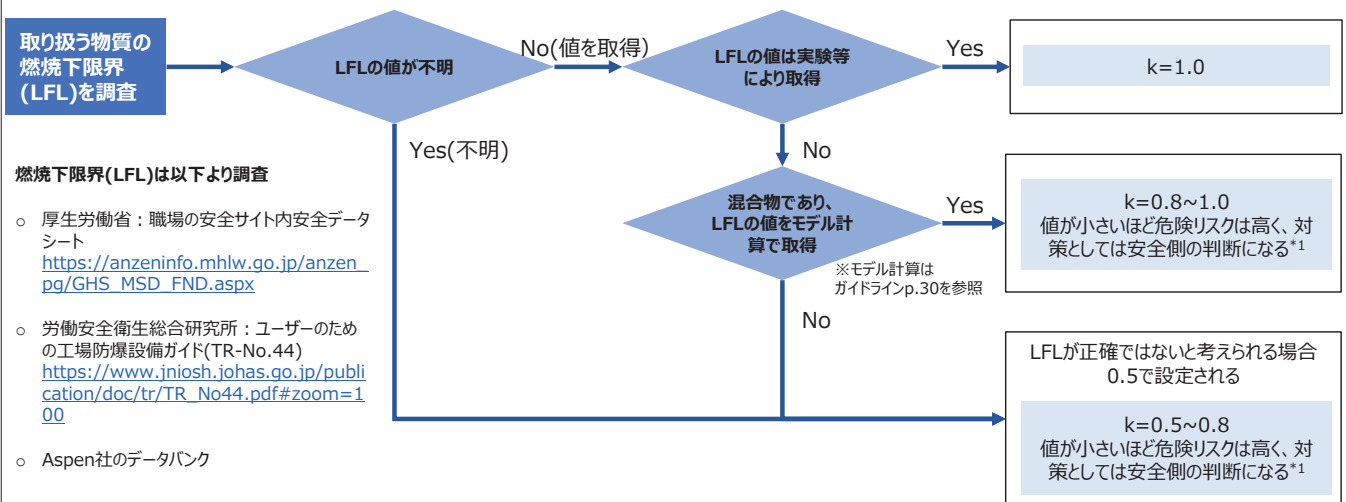 取り扱う物質の
燃焼下限界
(LFL)を調査
LFLの値が不明
No(値を取得)
LFLの値は実験等
により取得
Yes
k=1.0
Yes(不明)
No
混合物であり、
LFLの値をモデル計
算で取得
Yes
k=0.8~1.0
値が小さいほど危険リスクは高く、対
策としては安全側の判断になる*1
※モデル計算は
ガイドラインp.30を参照
No
LFLが正確ではないと考えられる場合
0.5で設定される
k=0.5~0.8
値が小さいほど危険リスクは高く、対
策としては安全側の判断になる*1
燃焼下限界(LFL)は以下より調査
○ 厚生労働省：職場の安全サイト内安全データ
シート
https://anzeninfo.mhlw.go.jp/anzen_
pg/GHS_MSD_FND.aspx
○ 労働安全衛生総合研究所：ユーザーのため
の工場防爆設備ガイド(TR-No.44)
https://www.jniosh.johas.go.jp/publi
cation/doc/tr/TR_No44.pdf#zoom=1
00
○ Aspen社のデータバンク